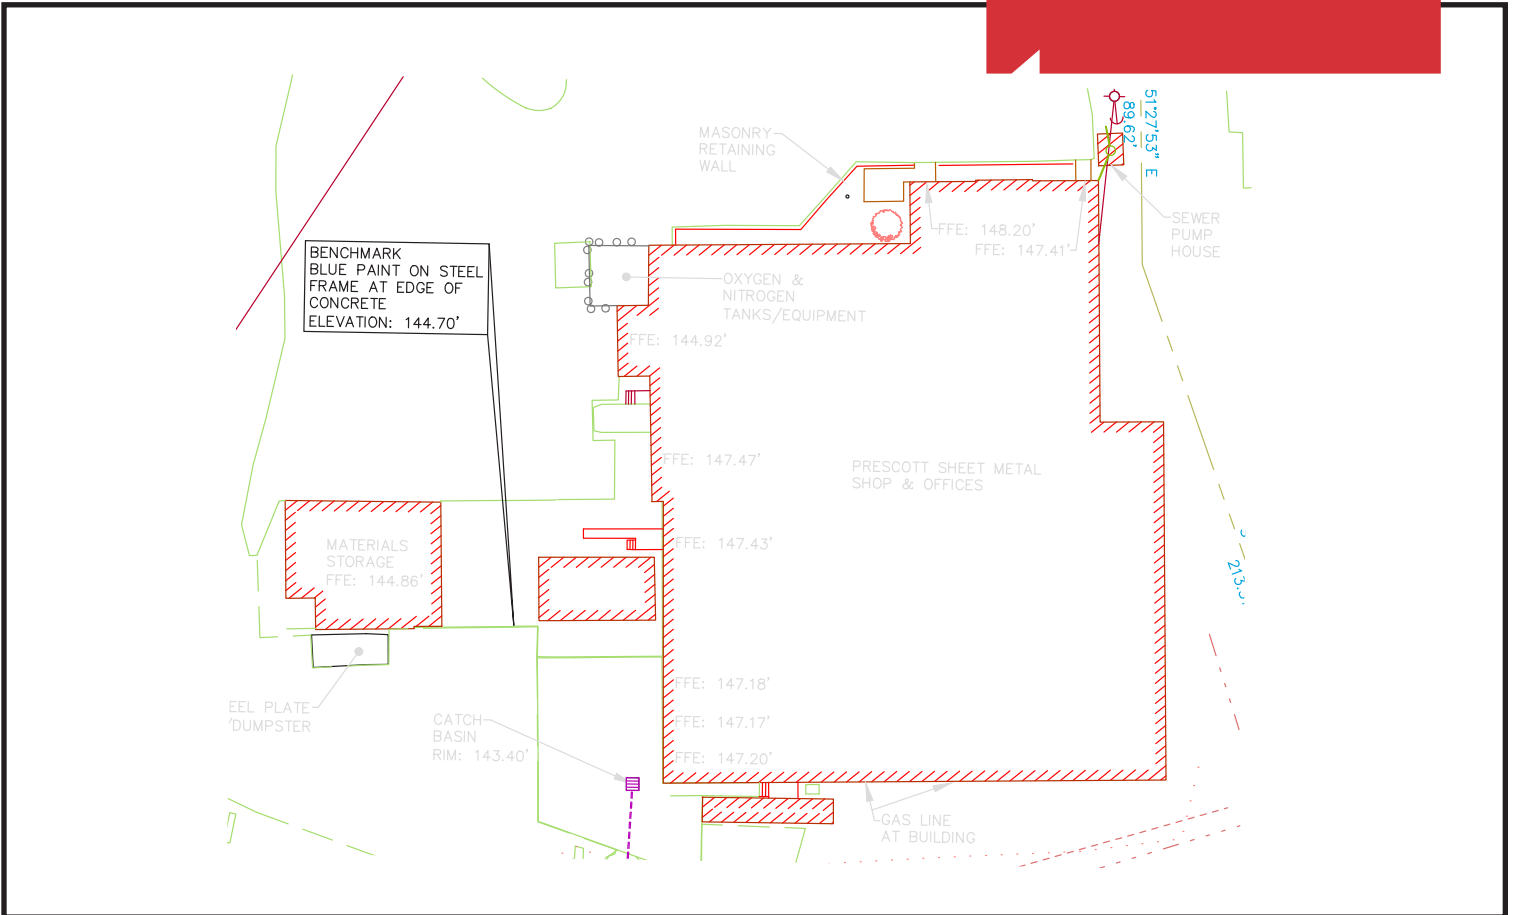 51°27'53" E
89.62'
MASONRY
RETAINING
WALL
SEWER
PUMP
HOUSE
FFE: 148.20'
FFE: 147.41'
BENCHMARK
BLUE PAINT ON STEEL
FRAME AT EDGE OF
CONCRETE
ELEVATION: 144.70'
OXYGEN &
NITROGEN
TANKS/EQUIPMENT
FFE: 144.92'
FFE: 147.47'
PRESCOTT SHEET METAL
SHOP & OFFICES
MATERIALS
STORAGE
FFE: 144.86'
FFE: 147.43'
EEL PLATE
DUMPSTER
CATCH
BASIN
RIM: 143.40'
FFE: 147.18'
FFE: 147.17'
FFE: 147.20'
GAS LINE
AT BUILDING